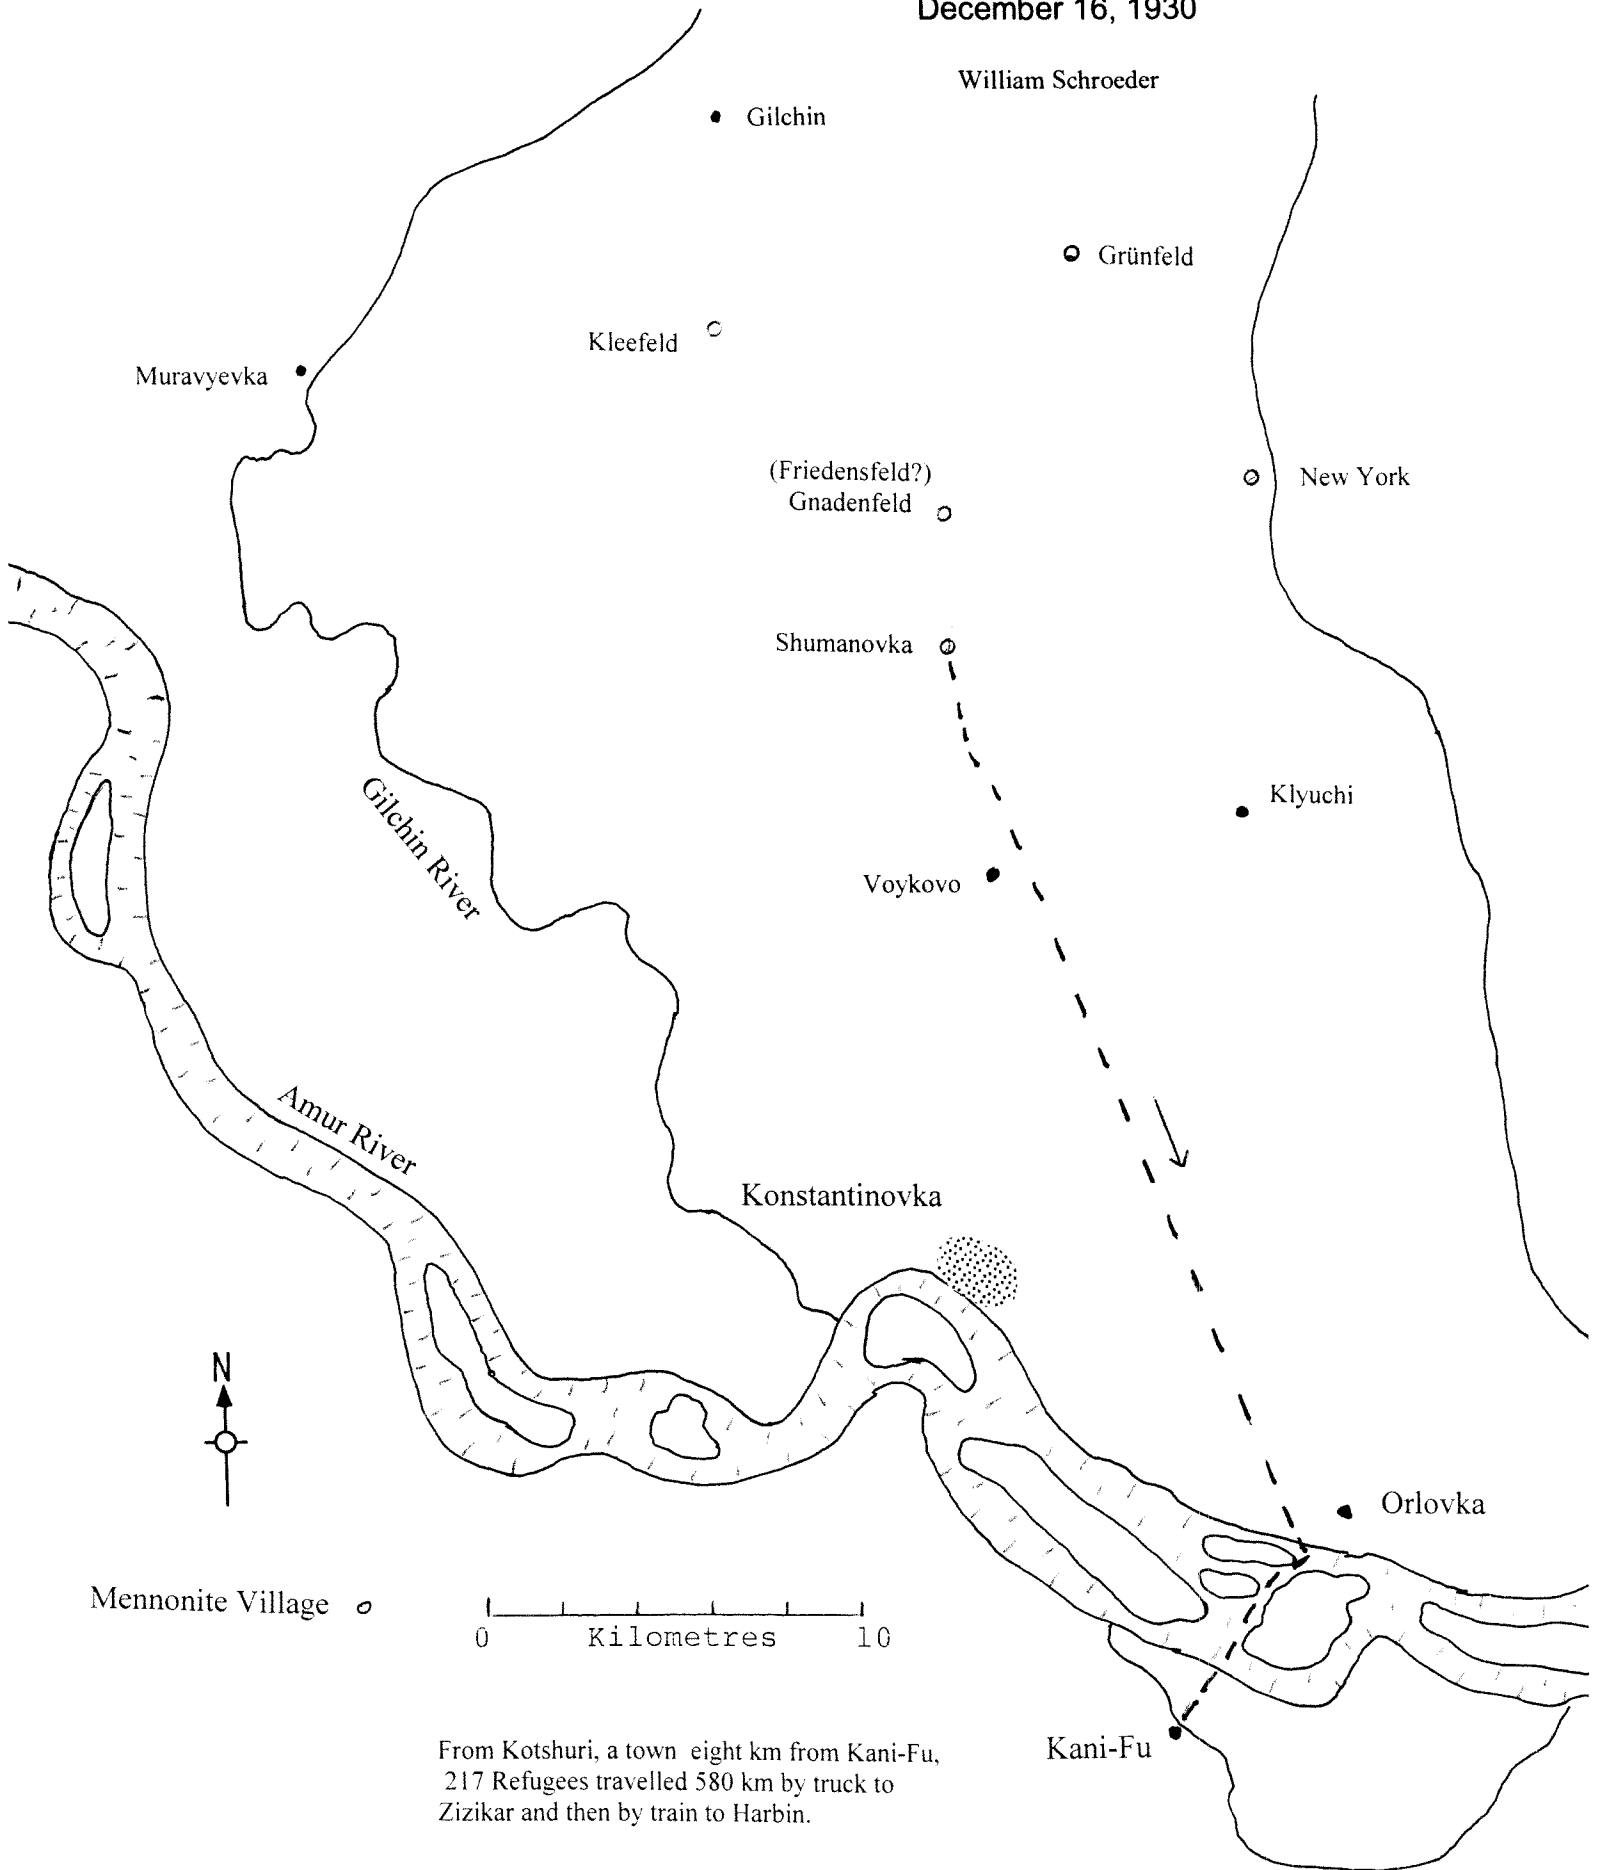 December 16, 1930
William Schroeder
Gilchin
Grünfeld
Kleefeld
Muravyevka
(Friedensfeld?)
Gnadenfeld
New York
Shumanovka
Klyuchi
Gilchin River
Voykovo
Amur River
Konstantinovka
N
Orlovka
Mennonite Village
0 Kilometres 10
Kani-Fu
From Kotshuri, a town eight km from Kani-Fu,
217 Refugees travelled 580 km by truck to
Zizikar and then by train to Harbin.